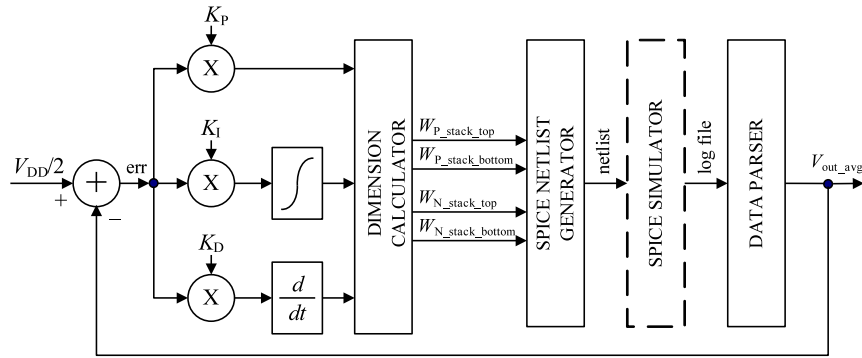 K_P
X
K_I
V_DD/2
+
+
−
err
X
K_D
X
d
dt
DIMENSION
CALCULATOR
W_P_stack_top
W_P_stack_bottom
W_N_stack_top
W_N_stack_bottom
SPICE NETLIST
GENERATOR
netlist
SPICE SIMULATOR
log file
DATA PARSER
V_out_avg